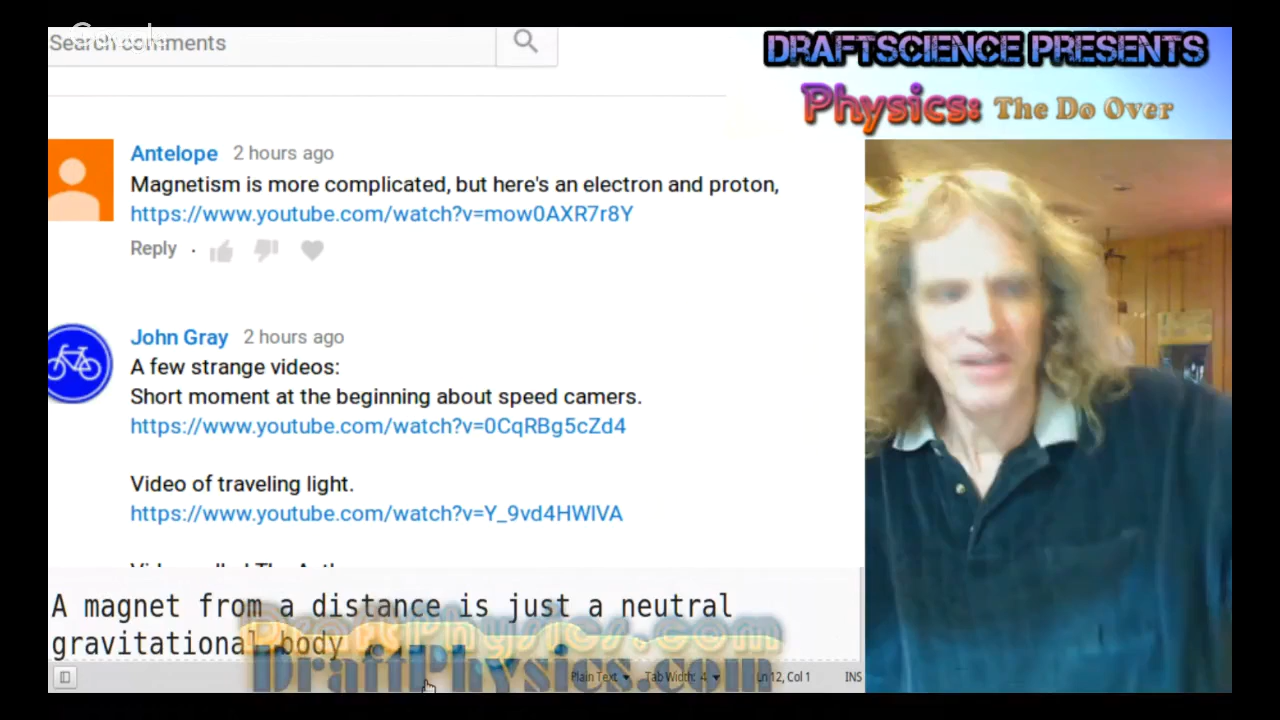 Google
Search comments
DRAFTSCIENCE PRESENTS
Physics: The Do Over
Antelope 2 hours ago
Magnetism is more complicated, but here's an electron and proton,
https://www.youtube.com/watch?v=mow0AXR7r8Y
Reply ·
John Gray 2 hours ago
A few strange videos:
Short moment at the beginning about speed camers.
https://www.youtube.com/watch?v=0CqRBg5cZd4
Video of traveling light.
https://www.youtube.com/watch?v=Y_9vd4HWlVA
A magnet from a distance is just a neutral
gravitational body
DraftPhysics.com
DraftPhysics.com
Plain Text Tab Width: 4 Ln 12, Col 1 INS